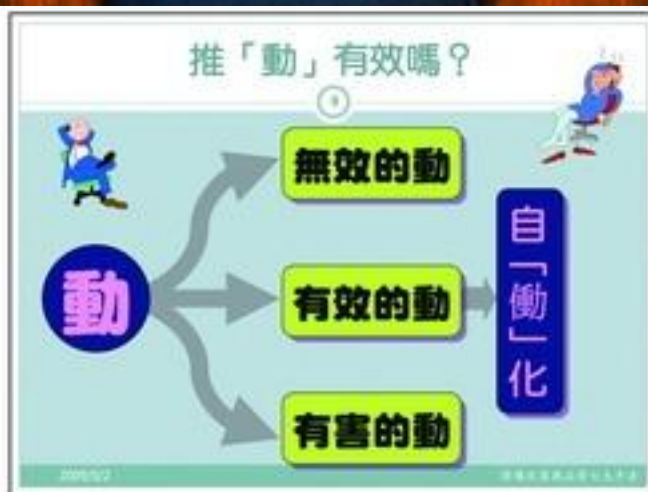 推「動」有效嗎？
動
無效的動
有效的動
有害的動
自「働」化